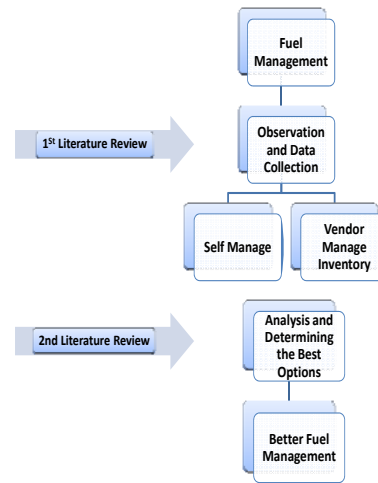 Fuel
Management
1St Literature Review
Observation
and Data
Collection
Self Manage
Vendor
Manage
Inventory
2nd Literature Review
Analysis and
Determining
the Best
Options
Better Fuel
Management